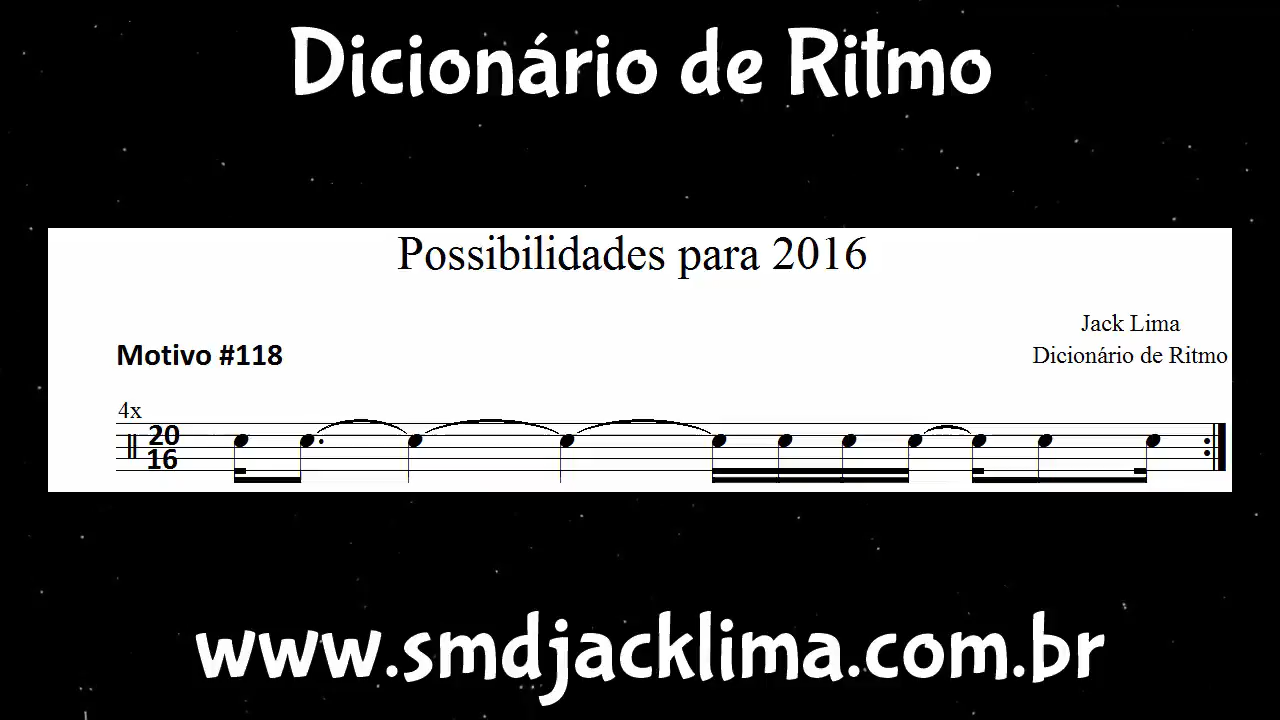 Dicionário de Ritmo
Possibilidades para 2016
Jack Lima
Motivo #118
Dicionário de Ritmo
4x
20
16
www.smdjacklima.com.br